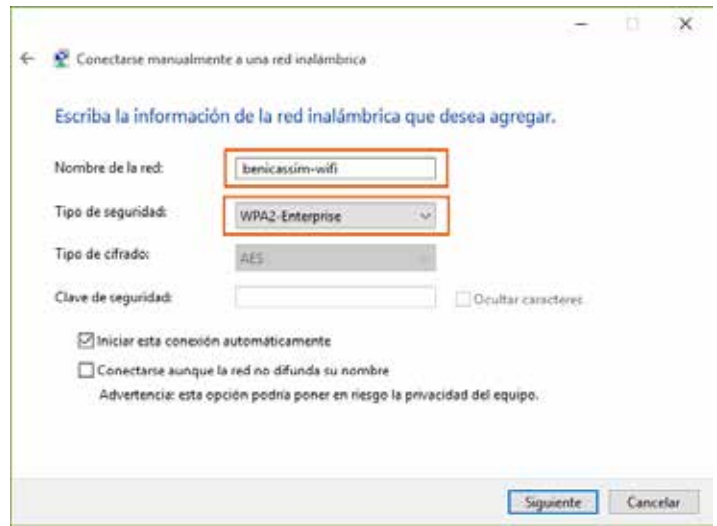 Conectarse manualmente a una red inalámbrica
Escriba la información de la red inalámbrica que desea agregar.
Nombre de la red:
benicassim-wifi
Tipo de seguridad:
WPA2-Enterprise
Tipo de cifrado:
AES
Clave de seguridad:
Ocultar caracteres
Iniciar esta conexión automáticamente
Conectarse aunque la red no difunda su nombre
Advertencia: esta opción podría poner en riesgo la privacidad del equipo.
Siguiente
Cancelar